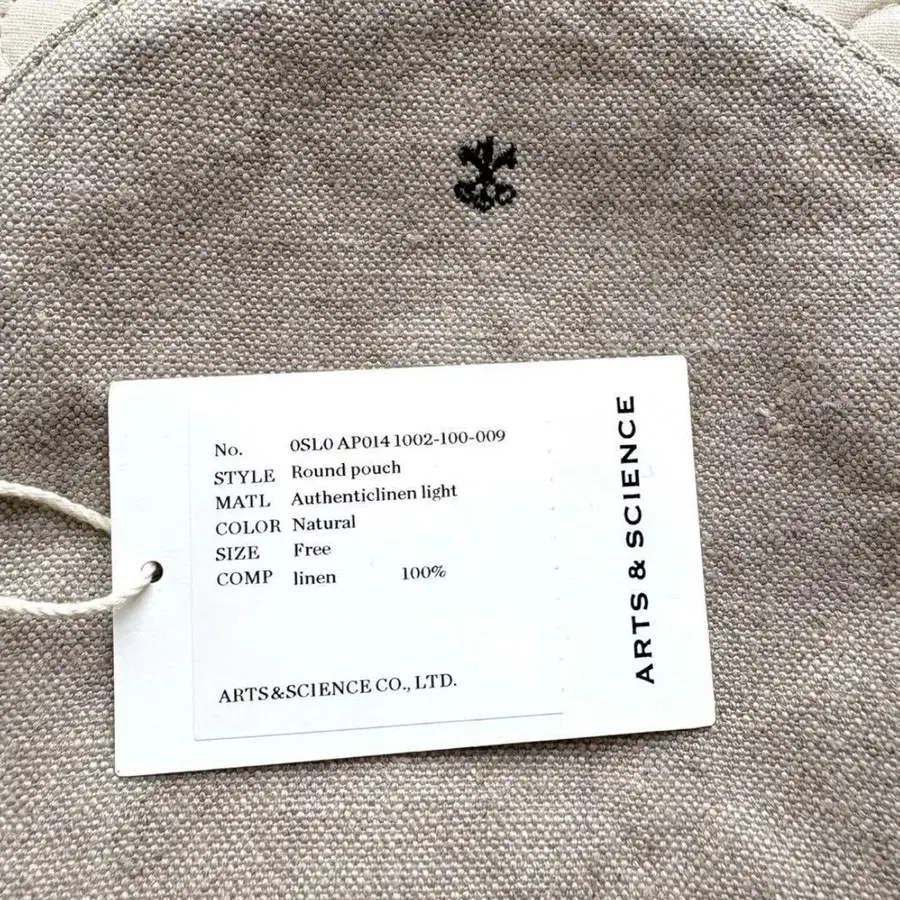 No. 0SL0 AP014 1002-100-009
STYLE Round pouch
MATL Authenticlinen light
COLOR Natural
SIZE Free
COMP linen 100%
ARTS&SCIENCE CO., LTD.
ARTS & SCIENCE